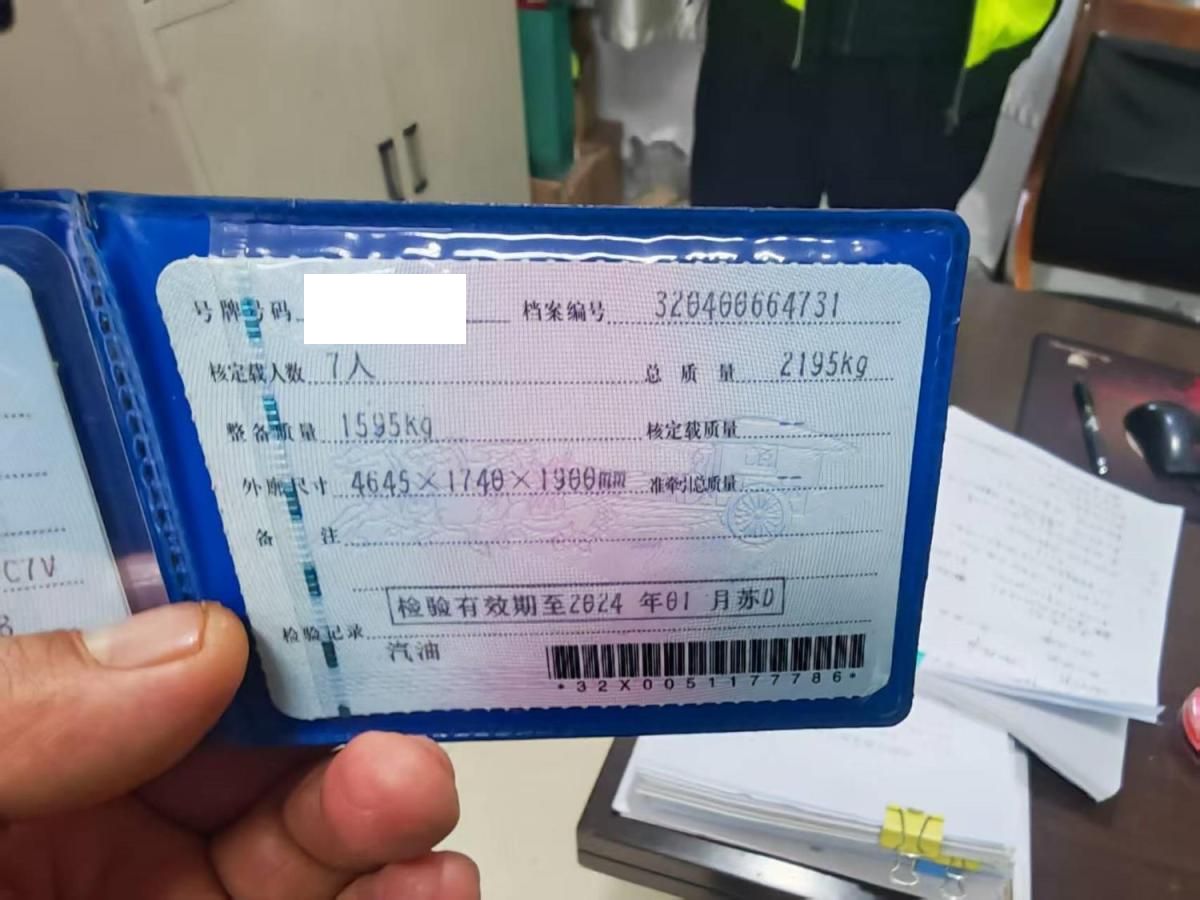 号牌号码 档案编号 320400664731
核定载人数 7人 总质量 2195kg
整备质量 1595kg 核定载质量 --
外廓尺寸 4645×1740×1900mm 准牵引总质量 --
备注
检验有效期至2024年01月苏D
检验记录
汽油
*32X0051177786*
C7V